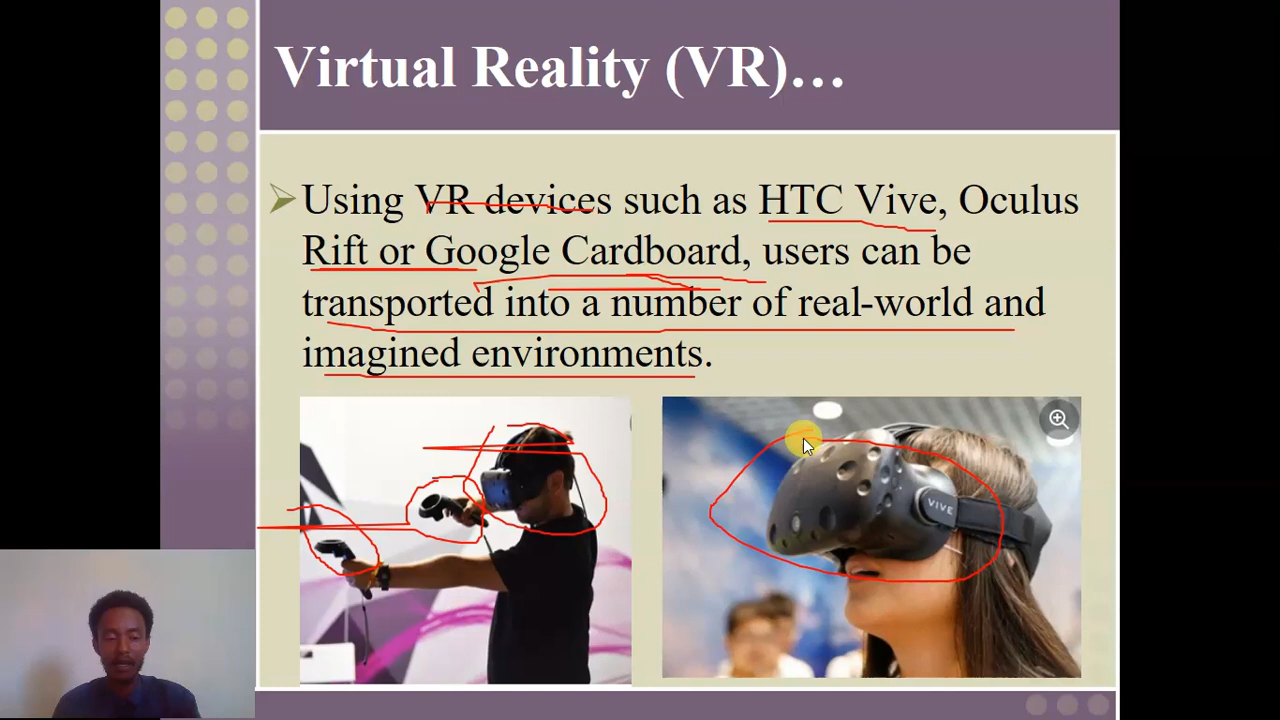 Virtual Reality (VR)…
Using VR devices such as HTC Vive, Oculus
Rift or Google Cardboard, users can be
transported into a number of real-world and
imagined environments.
VIVE